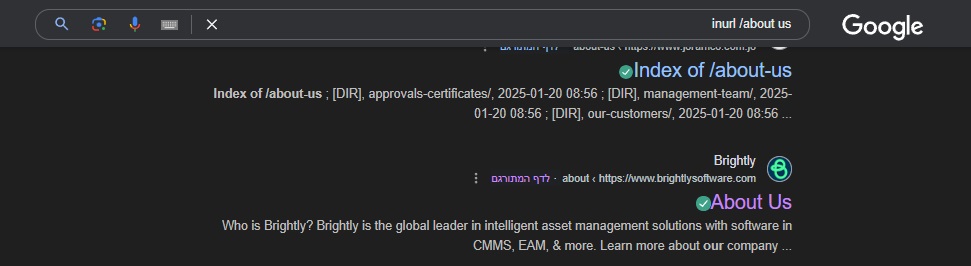 inurl /about us
Google
about-us › https://www.joramco.com.jo · לדף המתורגם
Index of /about-us
Index of /about-us ; [DIR], approvals-certificates/, 2025-01-20 08:56 ; [DIR], management-team/, 2025-
01-20 08:56 ; [DIR], our-customers/, 2025-01-20 08:56 ...
Brightly
about › https://www.brightlysoftware.com · לדף המתורגם
About Us
Who is Brightly? Brightly is the global leader in intelligent asset management solutions with software in
CMMS, EAM, & more. Learn more about our company ...